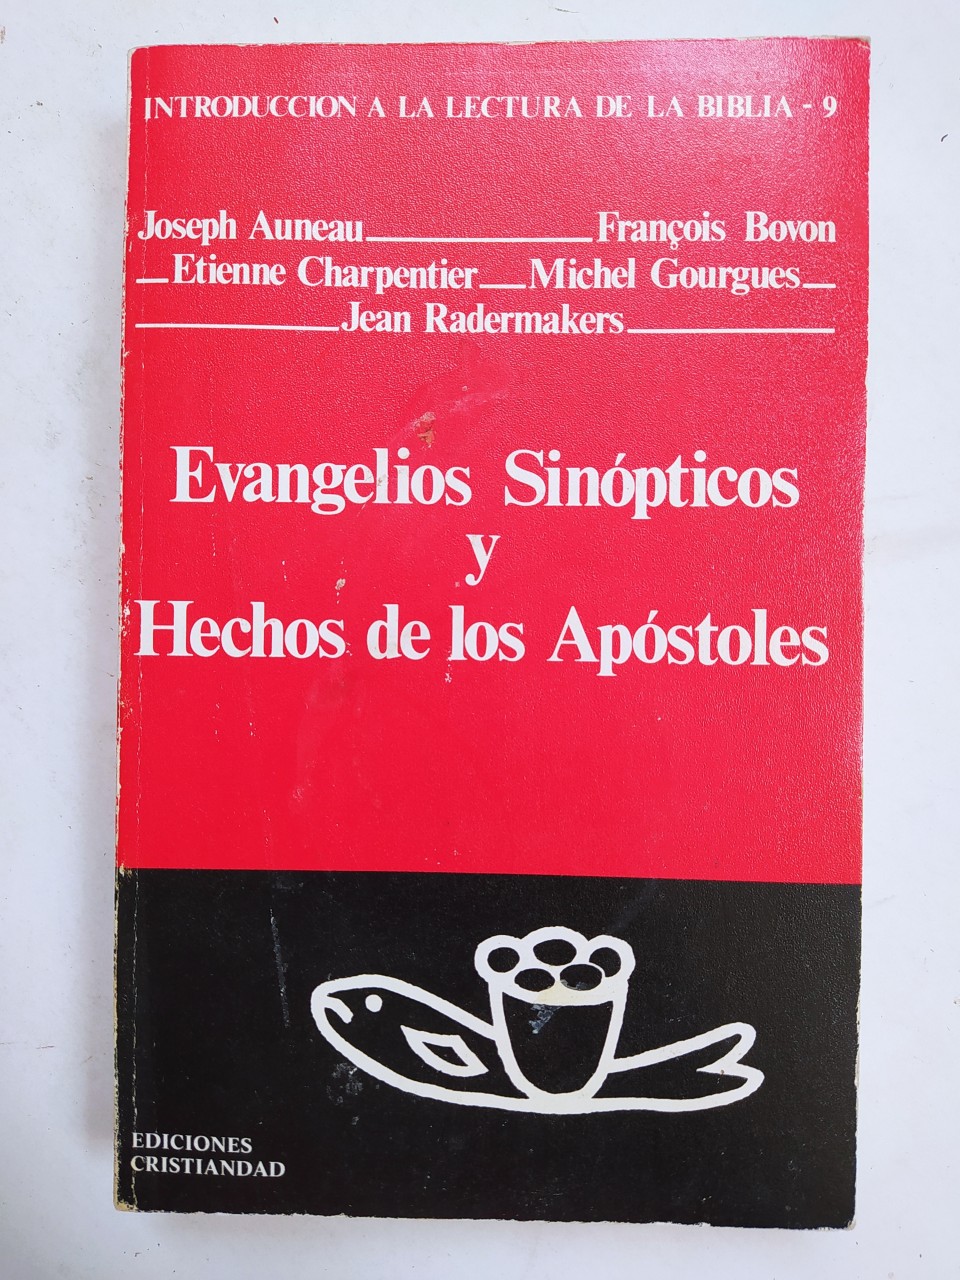 INTRODUCCION A LA LECTURA DE LA BIBLIA - 9
Joseph Auneau François Bovon
Etienne Charpentier Michel Gourgues
Jean Radermakers
Evangelios Sinópticos
y
Hechos de los Apóstoles
EDICIONES
CRISTIANDAD